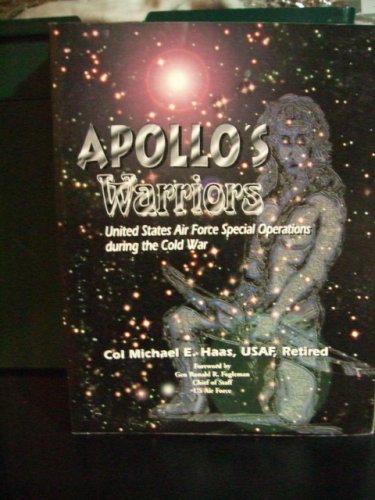 APOLLO'S
Warriors
United States Air Force Special Operations
during the Cold War
Col Michael E. Haas, USAF, Retired
Foreword by
Gen Ronald R. Fogleman
Chief of Staff
US Air Force